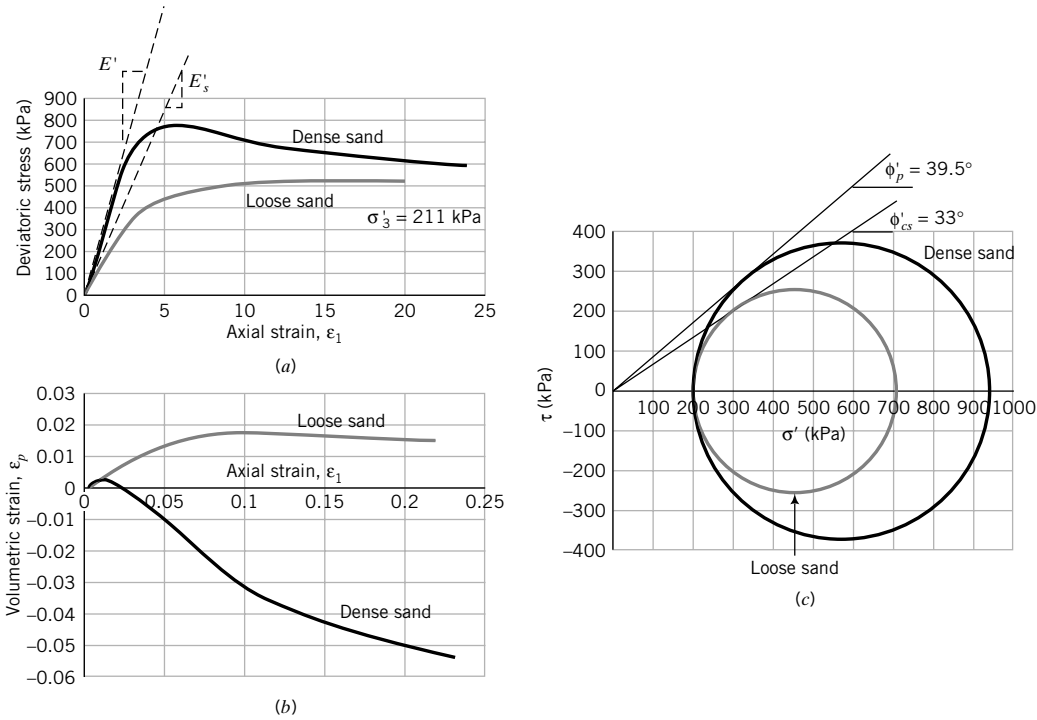 E'
E's
Deviatoric stress (kPa)
900
800
700
600
500
400
300
200
100
0
Dense sand
Loose sand
σ'3 = 211 kPa
0 5 10 15 20 25
Axial strain, ε1
(a)
Volumetric strain, εp
0.03
0.02
0.01
0
–0.01
–0.02
–0.03
–0.04
–0.05
–0.06
Loose sand
Axial strain, ε1
0 0.05 0.1 0.15 0.2 0.25
Dense sand
(b)
ϕ'p = 39.5°
ϕ'cs = 33°
Dense sand
τ (kPa)
400
300
200
100
0
–100
–200
–300
–400
100 200 300 400 500 600 700 800 900 1000
σ' (kPa)
Loose sand
(c)